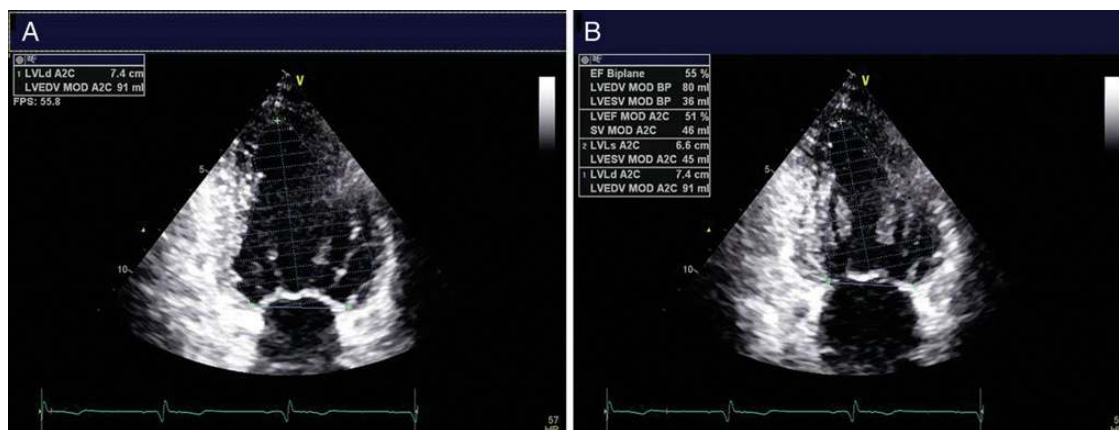 A
1 LVLd A2C 7.4 cm
LVEDV MOD A2C 91 ml
FPS: 55.8
V
5
10
57
HR
B
EF Biplane 55 %
LVEDV MOD BP 80 ml
LVESV MOD BP 36 ml
LVEF MOD A2C 51 %
SV MOD A2C 46 ml
2 LVLs A2C 6.6 cm
LVESV MOD A2C 45 ml
1 LVLd A2C 7.4 cm
LVEDV MOD A2C 91 ml
V
5
10